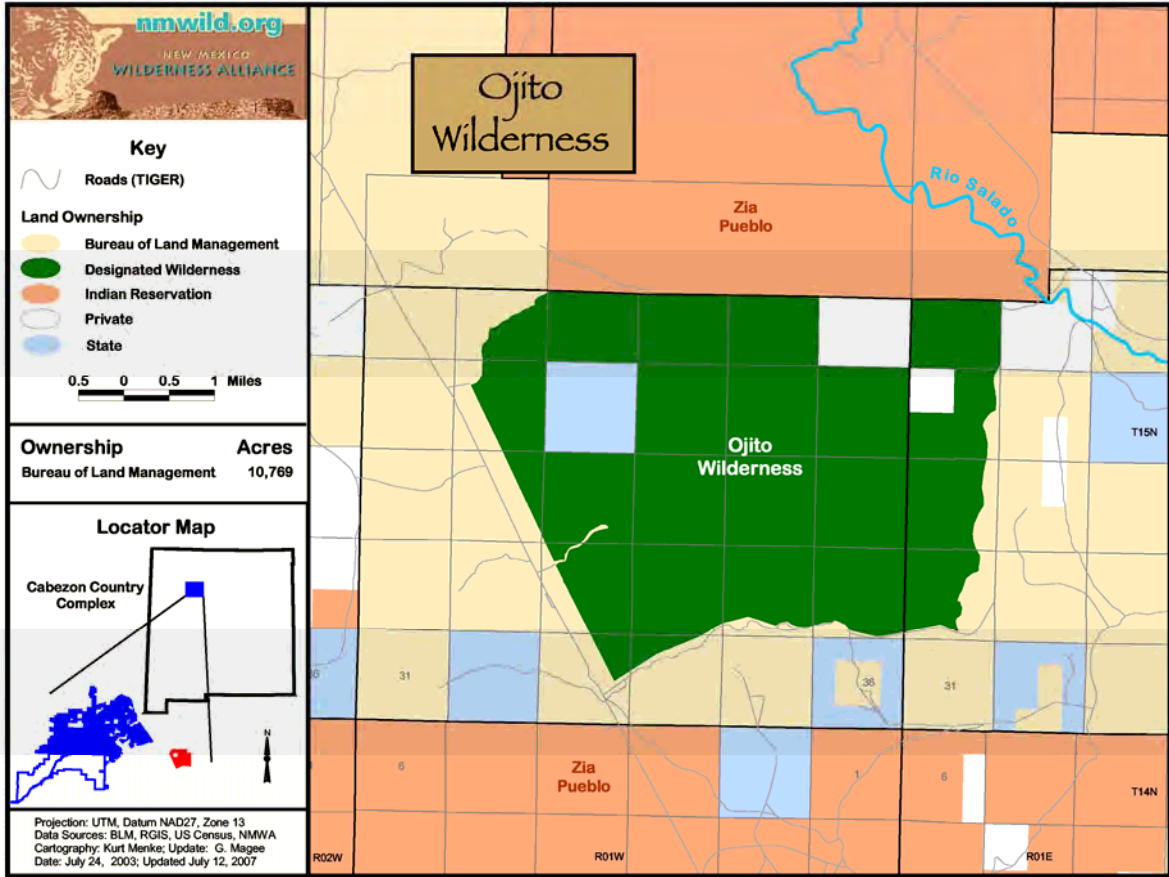 nmwild.org
NEW MEXICO
WILDERNESS ALLIANCE
Key
Roads (TIGER)
Land Ownership
Bureau of Land Management
Designated Wilderness
Indian Reservation
Private
State
0.5 0 0.5 1 Miles
Ownership Acres
Bureau of Land Management 10,769
Locator Map
Cabezon Country
Complex
N
Projection: UTM, Datum NAD27, Zone 13
Data Sources: BLM, RGIS, US Census, NMWA
Cartography: Kurt Menke; Update: G. Magee
Date: July 24, 2003; Updated July 12, 2007
Ojito
Wilderness
Rio Salado
Zia
Pueblo
T15N
Ojito
Wilderness
36
31
36
31
Zia
Pueblo
6
1
6
T14N
R02W
R01W
R01E